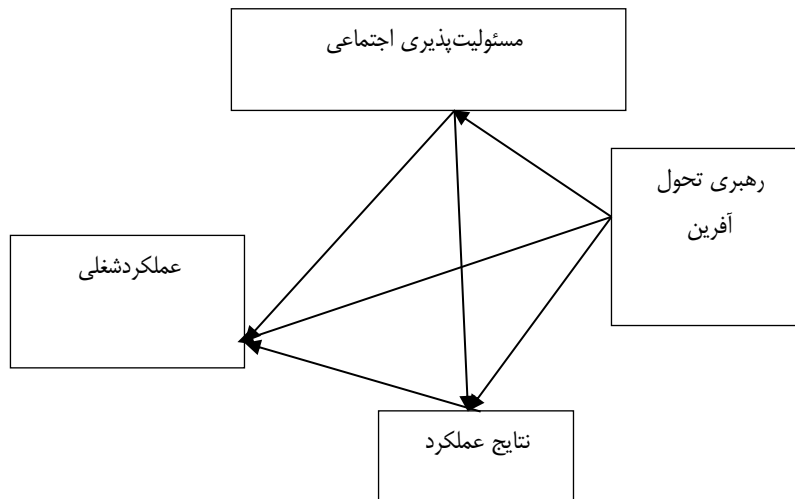 مسئولیت‌پذیری اجتماعی
رهبری تحول
آفرین
عملکردشغلی
نتایج عملکرد